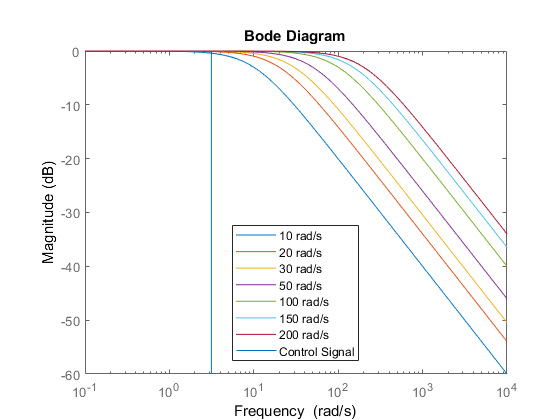 Bode Diagram
0
-10
-20
-30
-40
-50
-60
Magnitude (dB)
10 rad/s
20 rad/s
30 rad/s
50 rad/s
100 rad/s
150 rad/s
200 rad/s
Control Signal
10^-1 10^0 10^1 10^2 10^3 10^4
Frequency (rad/s)